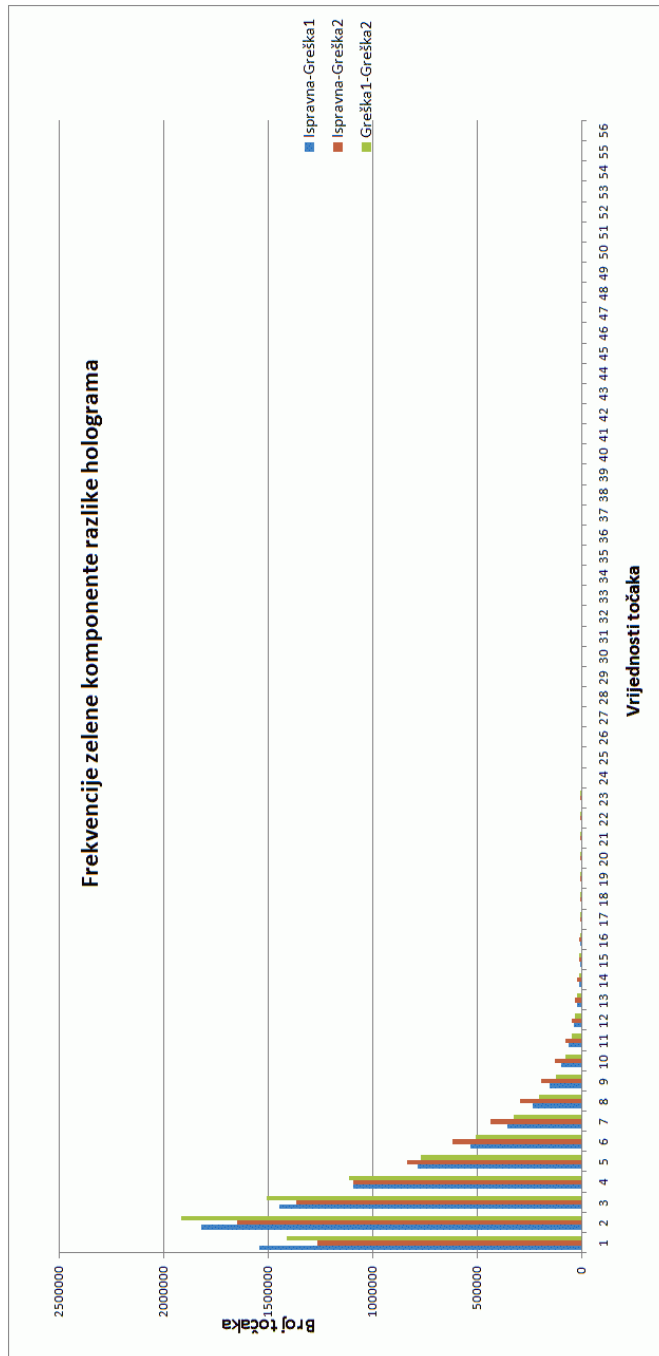 Frekvencije zelene komponente razlike holograma
Broj točaka
2500000
2000000
1500000
1000000
500000
0
1 2 3 4 5 6 7 8 9 10 11 12 13 14 15 16 17 18 19 20 21 22 23 24 25 26 27 28 29 30 31 32 33 34 35 36 37 38 39 40 41 42 43 44 45 46 47 48 49 50 51 52 53 54 55 56
Vrijednosti točaka
Ispravna-Greška1
Ispravna-Greška2
Greška1-Greška2